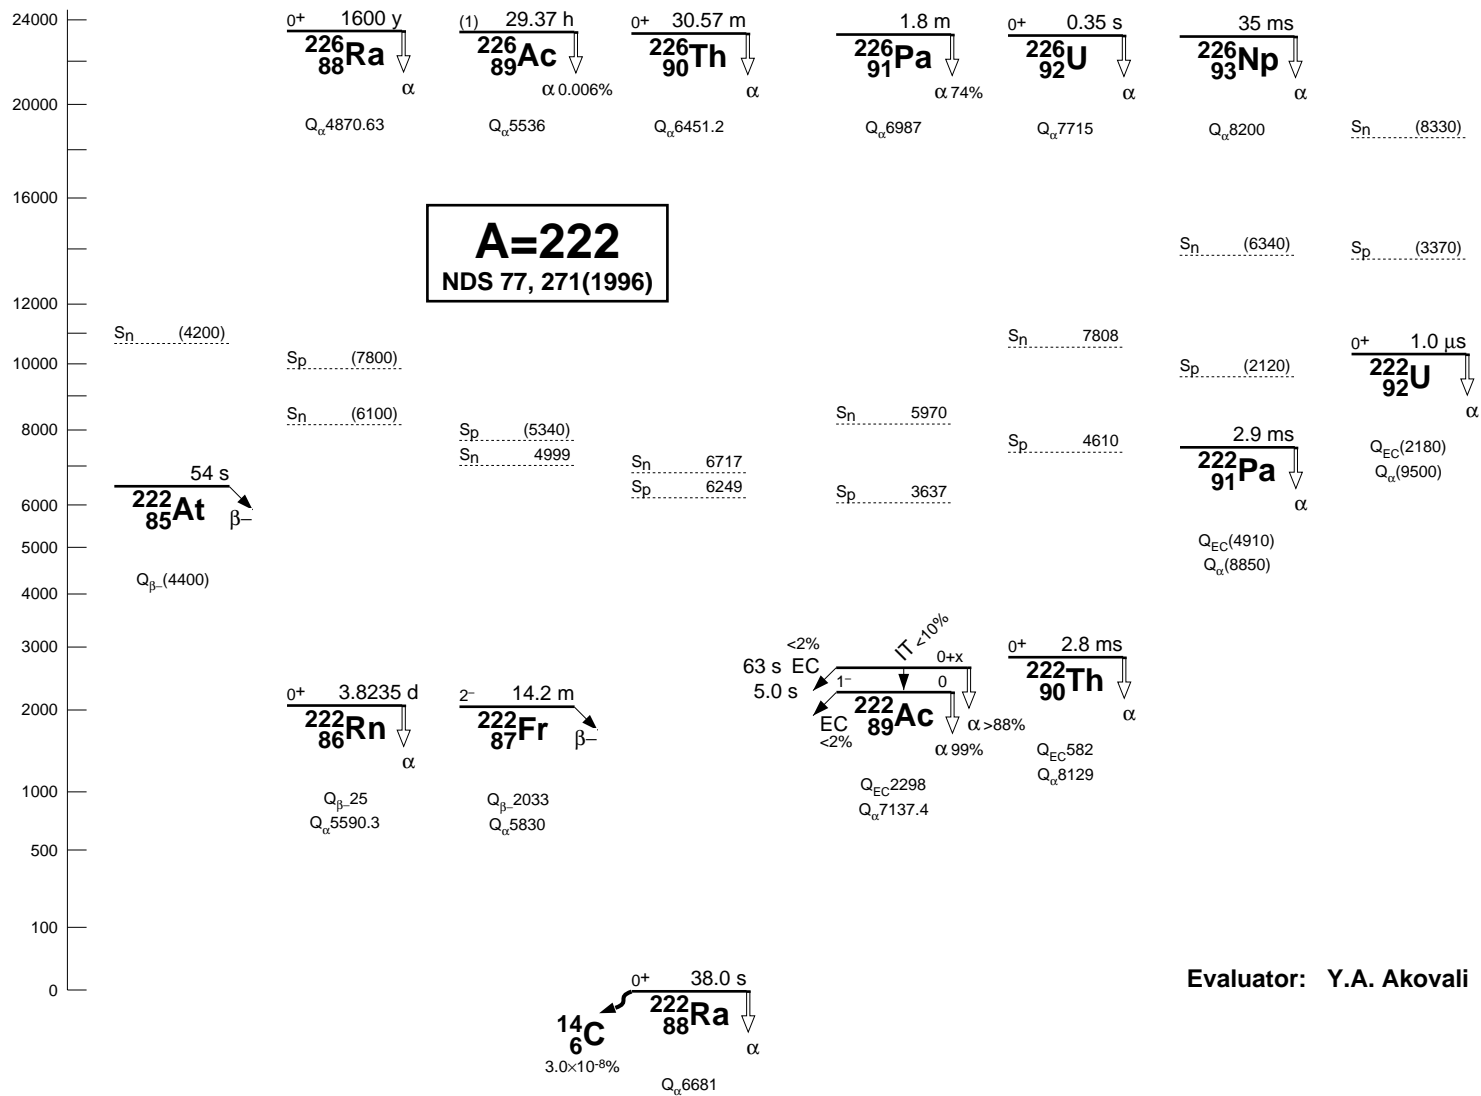 24000
20000
16000
12000
10000
8000
6000
5000
4000
3000
2000
1000
500
100
0
0+ 1600 y
226 88 Ra
α
Qα4870.63
(1) 29.37 h
226 89 Ac
α 0.006%
Qα5536
0+ 30.57 m
226 90 Th
α
Qα6451.2
1.8 m
226 91 Pa
α 74%
Qα6987
0+ 0.35 s
226 92 U
α
Qα7715
35 ms
226 93 Np
α
Qα8200
A=222
NDS 77, 271(1996)
Sn (4200)
54 s
222 85 At
β–
Qβ–(4400)
Sp (7800)
Sn (6100)
0+ 3.8235 d
222 86 Rn
α
Qβ–25
Qα5590.3
Sp (5340)
Sn 4999
2– 14.2 m
222 87 Fr
β–
Qβ–2033
Qα5830
Sn 6717
Sp 6249
0+ 38.0 s
222 88 Ra
α
14 6 C
3.0×10-8%
Qα6681
Sn 5970
Sp 3637
<2%
IT <10%
63 s EC
0+x
5.0 s
1– 0
222 89 Ac
EC
<2%
α >88%
α 99%
QEC2298
Qα7137.4
Sn 7808
Sp 4610
0+ 2.8 ms
222 90 Th
α
QEC582
Qα8129
Sn (6340)
Sp (2120)
2.9 ms
222 91 Pa
α
QEC(4910)
Qα(8850)
Sn (8330)
Sp (3370)
0+ 1.0 µs
222 92 U
α
QEC(2180)
Qα(9500)
Evaluator: Y.A. Akovali